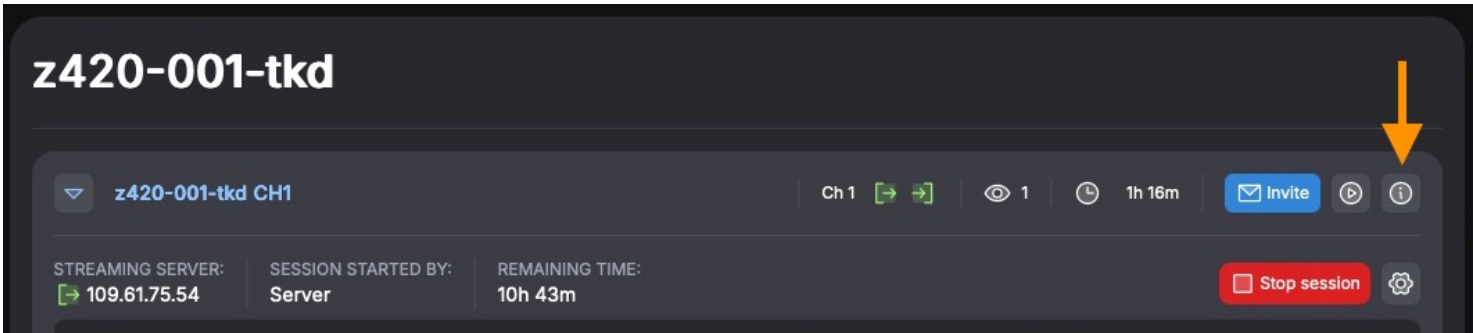 z420-001-tkd
z420-001-tkd CH1 Ch 1 1 1h 16m Invite
STREAMING SERVER: SESSION STARTED BY: REMAINING TIME:
109.61.75.54 Server 10h 43m Stop session